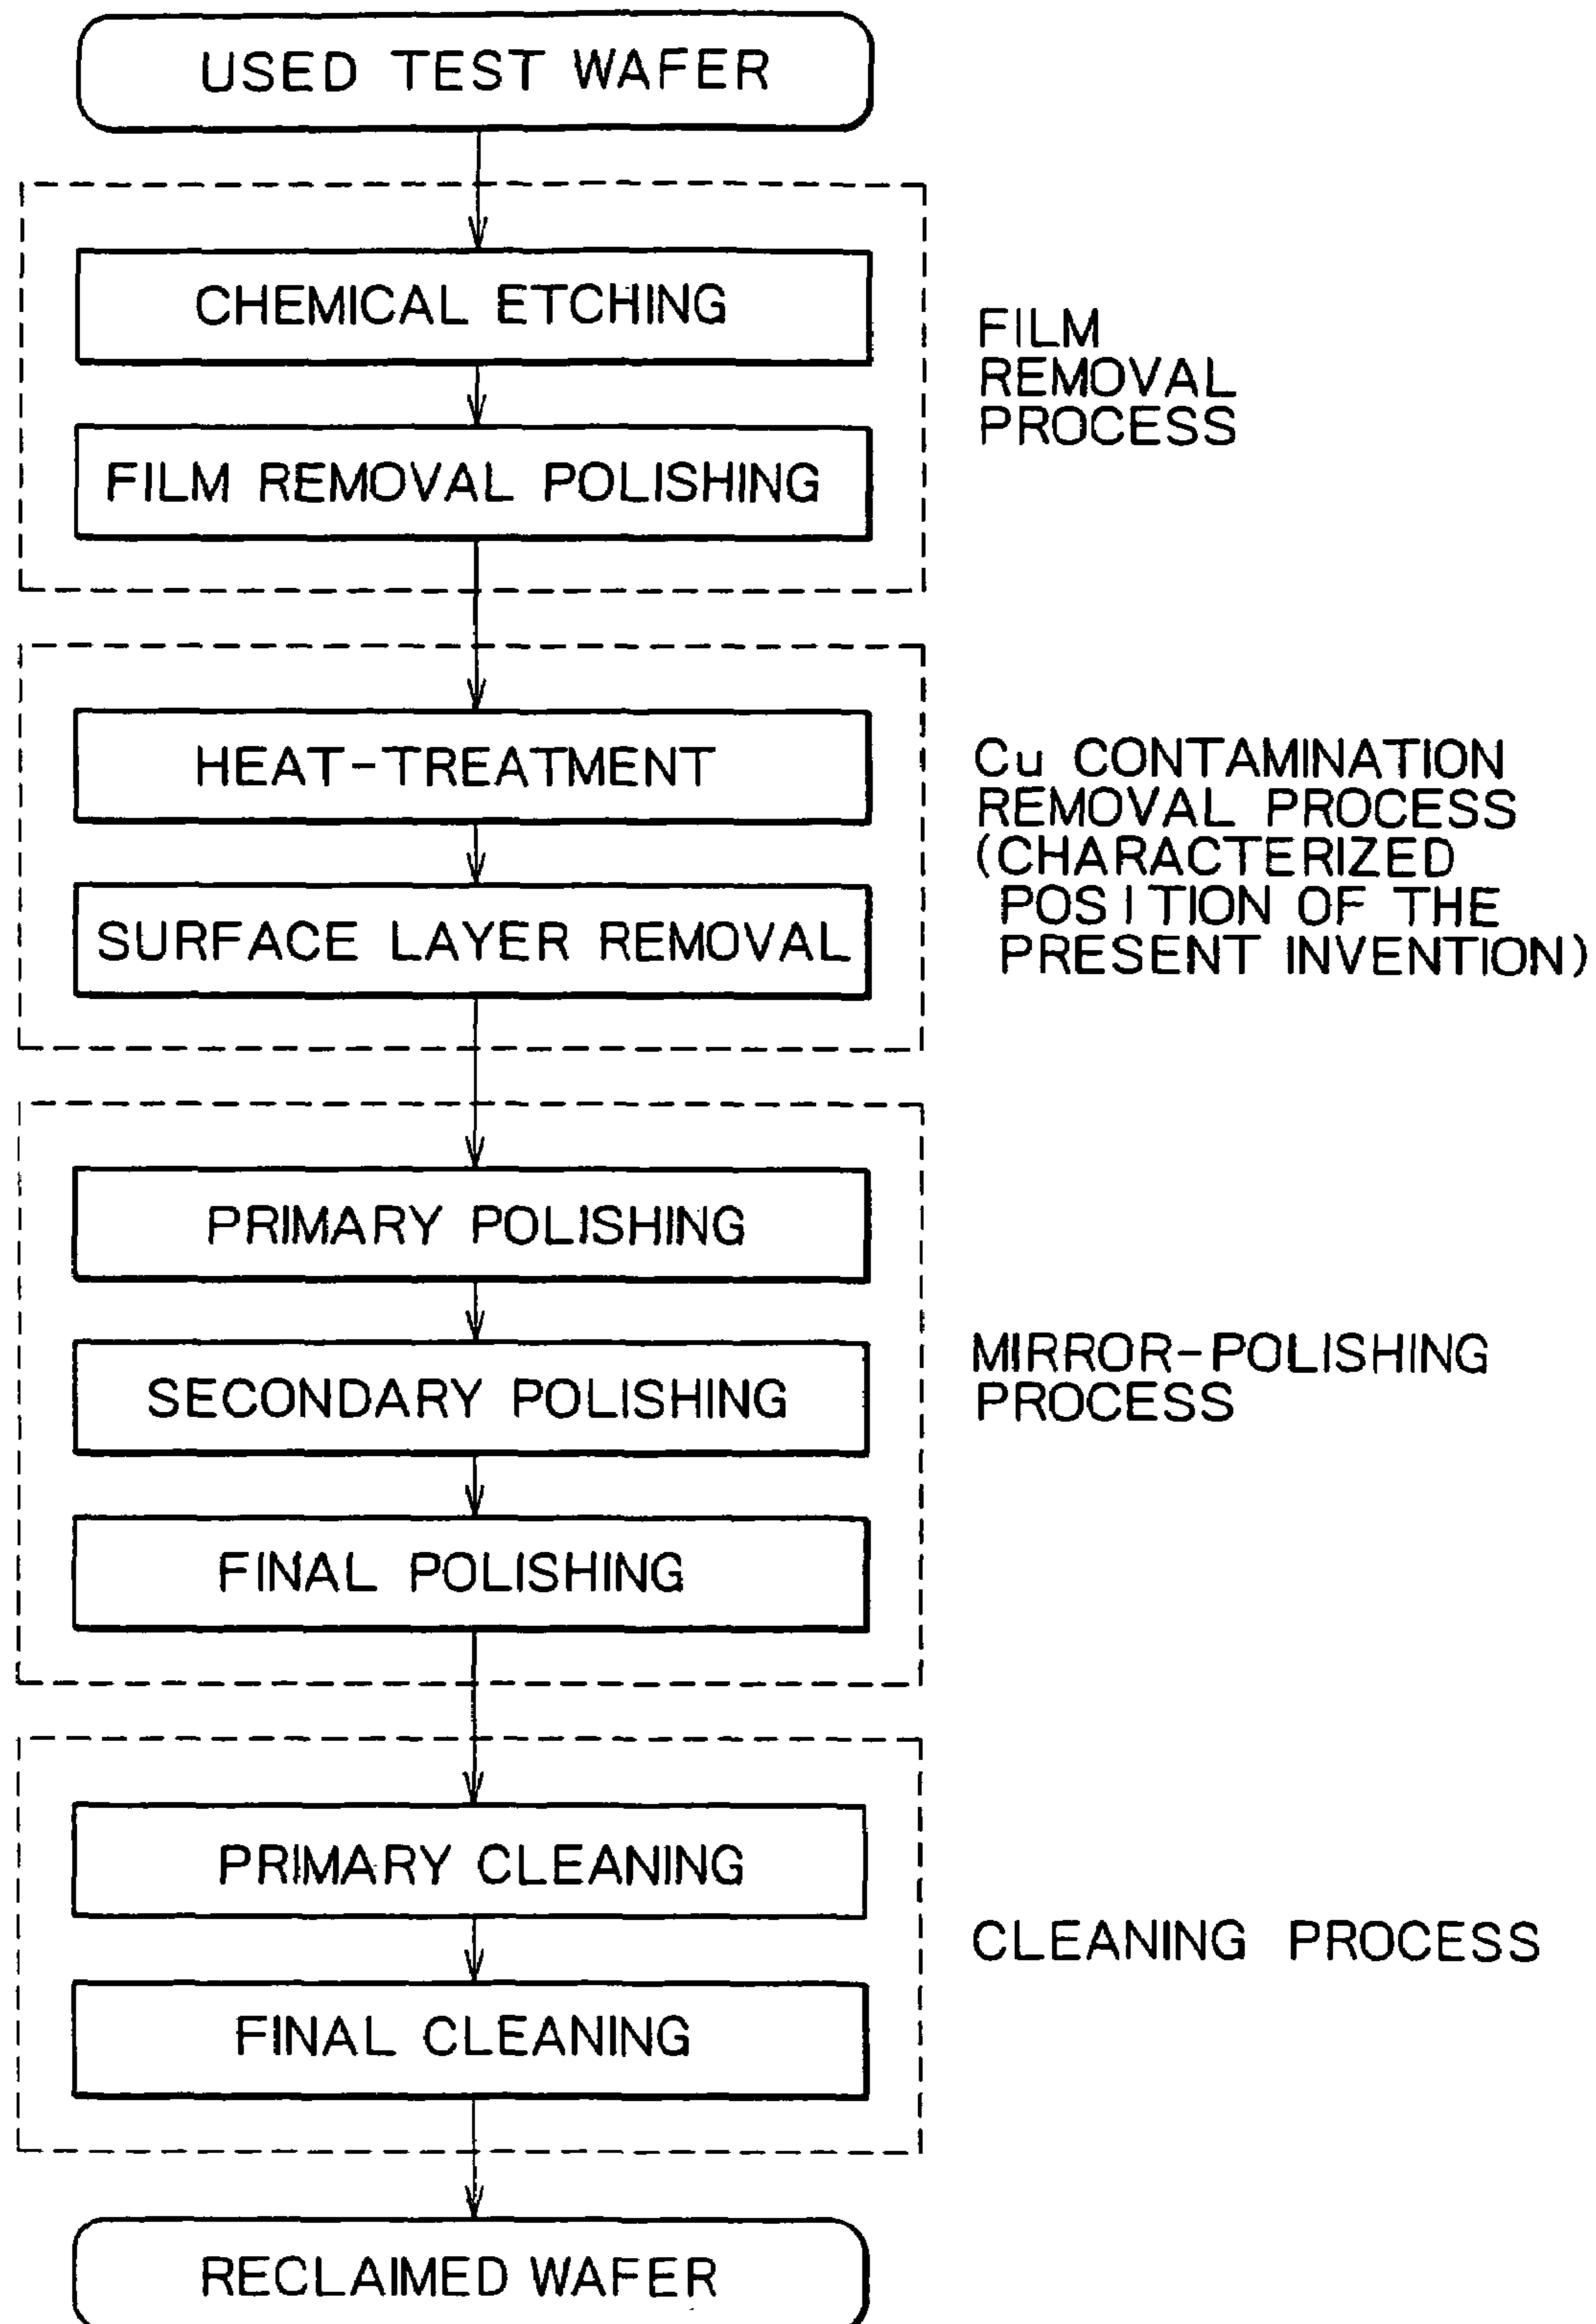 USED TEST WAFER
CHEMICAL ETCHING
FILM REMOVAL POLISHING
FILM
REMOVAL
PROCESS
HEAT-TREATMENT
SURFACE LAYER REMOVAL
Cu CONTAMINATION
REMOVAL PROCESS
(CHARACTERIZED
POSITION OF THE
PRESENT INVENTION)
PRIMARY POLISHING
SECONDARY POLISHING
FINAL POLISHING
MIRROR-POLISHING
PROCESS
PRIMARY CLEANING
FINAL CLEANING
CLEANING PROCESS
RECLAIMED WAFER